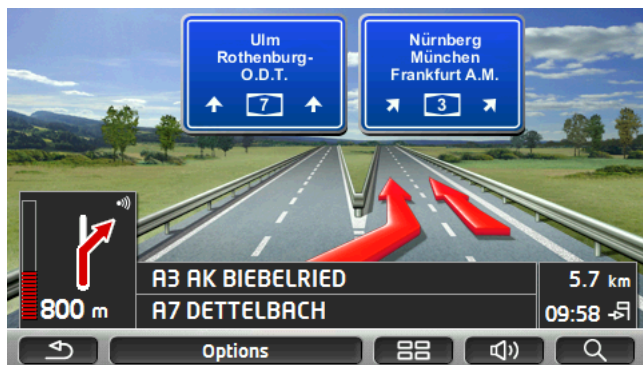 Ulm
Rothenburg-
O.D.T.
7
Nürnberg
München
Frankfurt A.M.
3
A3 AK BIEBELRIED
5.7 km
800 m
A7 DETTELBACH
09:58
Options